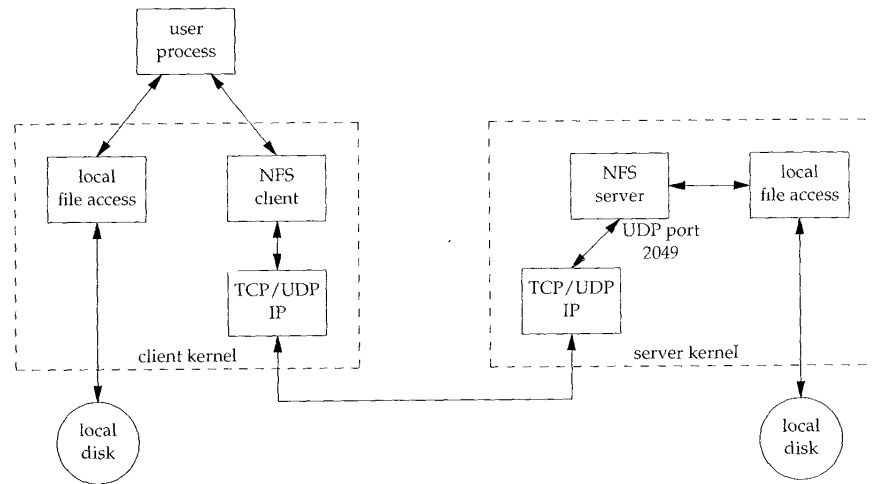 user
process
local
file access
NFS
client
TCP/UDP
IP
client kernel
local
disk
NFS
server
local
file access
UDP port
2049
TCP/UDP
IP
server kernel
local
disk